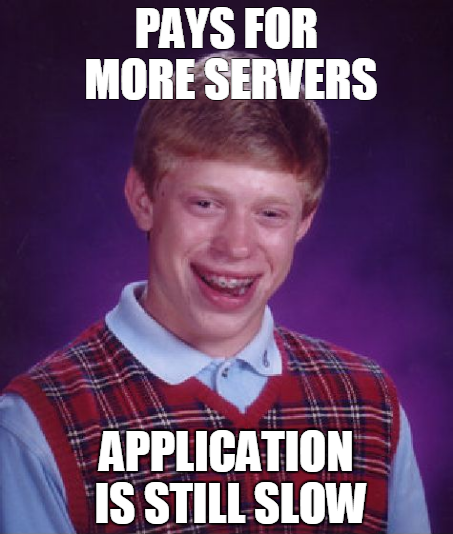 PAYS FOR
MORE SERVERS
APPLICATION
IS STILL SLOW